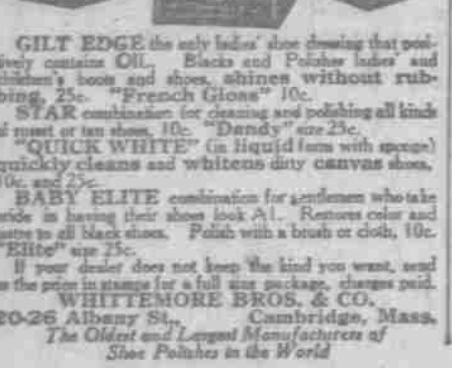 GILT EDGE the only ladies' shoe dressing that posi-
tively contains OIL. Blacks and Polishes ladies' and
children's boots and shoes, shines without rub-
bing, 25c. "French Gloss" 10c.
STAR combination for cleaning and polishing all kinds
of russet or tan shoes, 10c. "Dandy" size 25c.
"QUICK WHITE" (in liquid form with sponge)
quickly cleans and whitens dirty canvas shoes,
10c. and 25c.
BABY ELITE combination for gentlemen who take
pride in having their shoes look A1. Restores color and
lustre to all black shoes. Polish with a brush or cloth, 10c.
"Elite" size 25c.
If your dealer does not keep the kind you want, send
us the price in stamps for a full size package, charges paid.
WHITTEMORE BROS. & CO.
20-26 Albany St., Cambridge, Mass.
The Oldest and Largest Manufacturers of
Shoe Polishes in the World